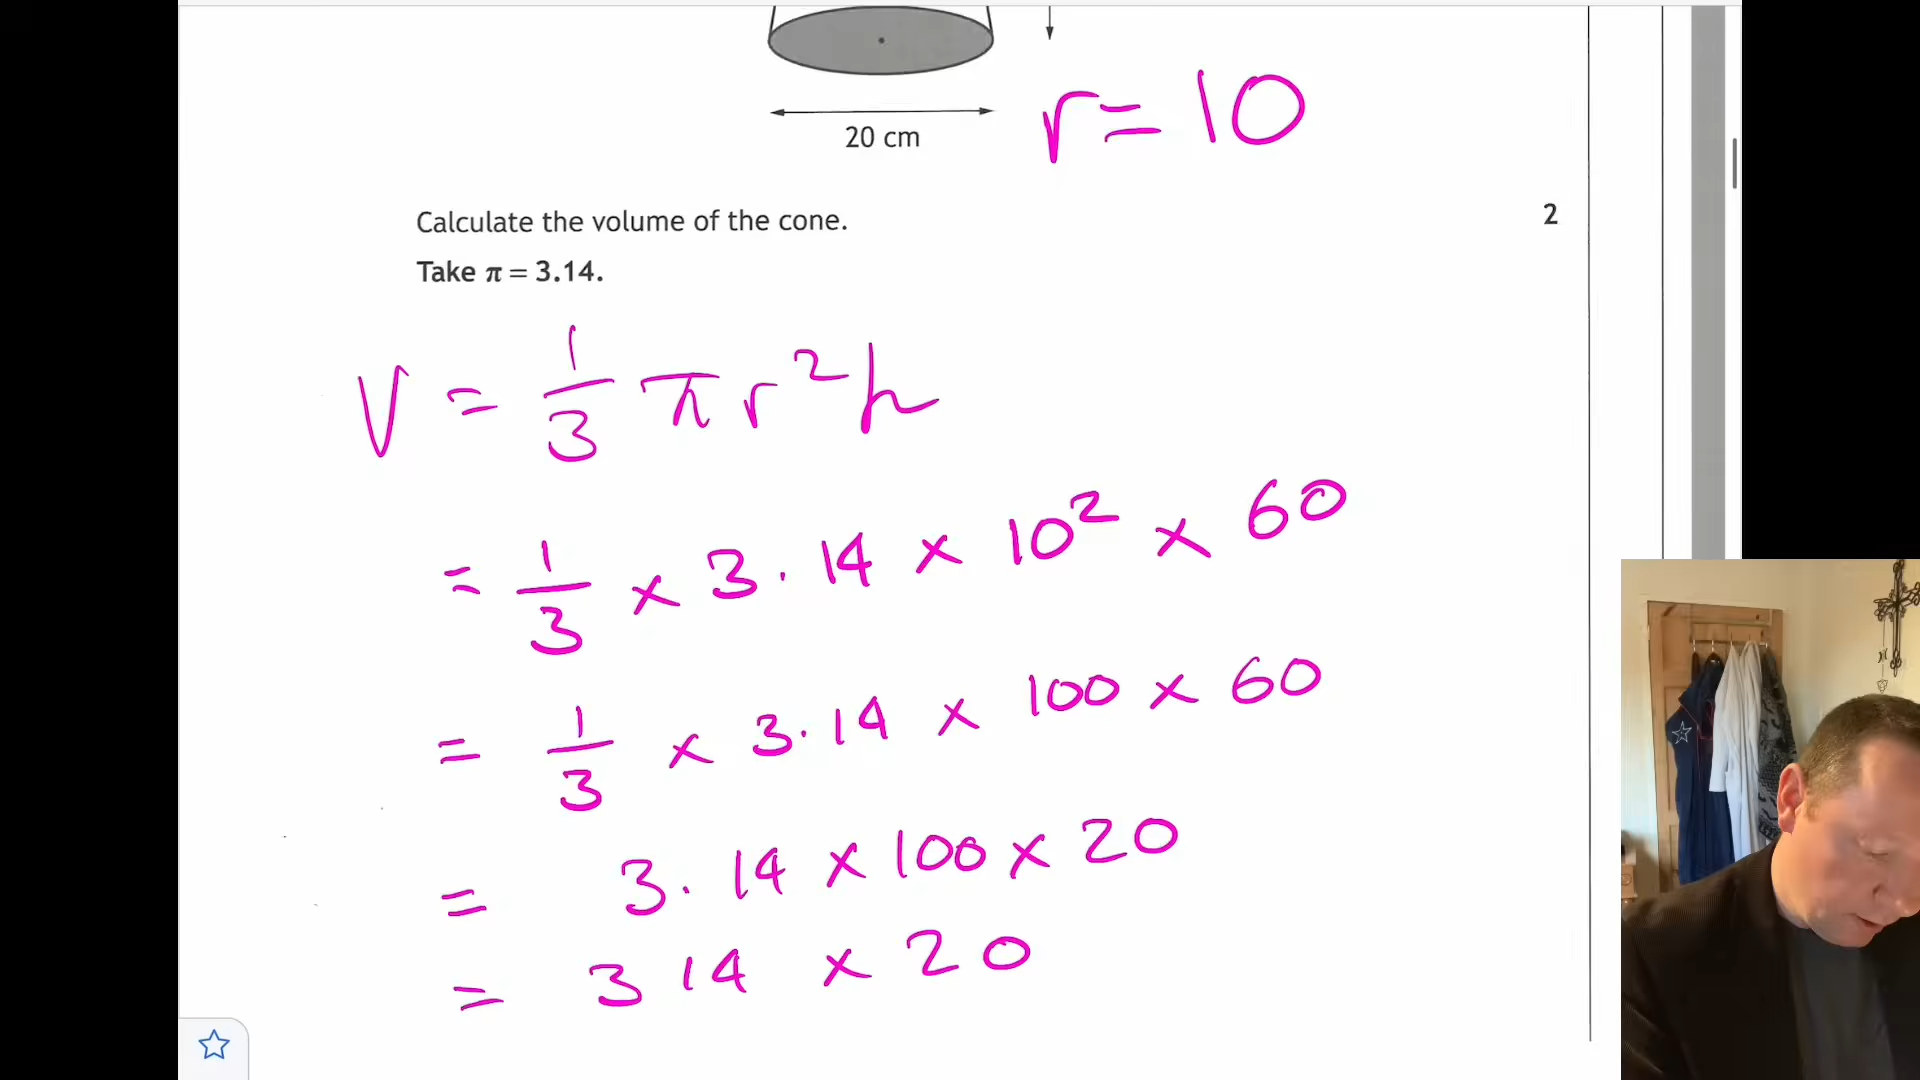 20 cm
r = 10
Calculate the volume of the cone.
2
Take π = 3.14.
V = 1/3 πr²h
= 1/3 × 3.14 × 10² × 60
= 1/3 × 3.14 × 100 × 60
= 3.14 × 100 × 20
= 314 × 20